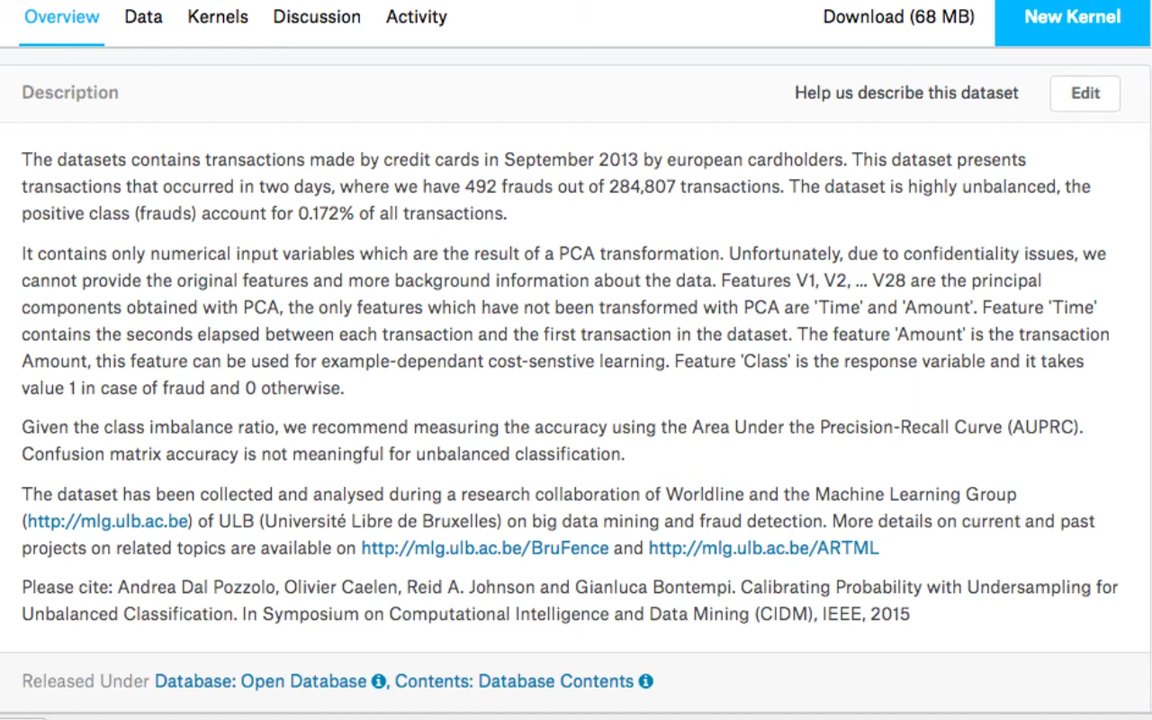 Overview Data Kernels Discussion Activity Download (68 MB) New Kernel
Description Help us describe this dataset Edit
The datasets contains transactions made by credit cards in September 2013 by european cardholders. This dataset presents
transactions that occurred in two days, where we have 492 frauds out of 284,807 transactions. The dataset is highly unbalanced, the
positive class (frauds) account for 0.172% of all transactions.
It contains only numerical input variables which are the result of a PCA transformation. Unfortunately, due to confidentiality issues, we
cannot provide the original features and more background information about the data. Features V1, V2, ... V28 are the principal
components obtained with PCA, the only features which have not been transformed with PCA are 'Time' and 'Amount'. Feature 'Time'
contains the seconds elapsed between each transaction and the first transaction in the dataset. The feature 'Amount' is the transaction
Amount, this feature can be used for example-dependant cost-senstive learning. Feature 'Class' is the response variable and it takes
value 1 in case of fraud and 0 otherwise.
Given the class imbalance ratio, we recommend measuring the accuracy using the Area Under the Precision-Recall Curve (AUPRC).
Confusion matrix accuracy is not meaningful for unbalanced classification.
The dataset has been collected and analysed during a research collaboration of Worldline and the Machine Learning Group
(http://mlg.ulb.ac.be) of ULB (Université Libre de Bruxelles) on big data mining and fraud detection. More details on current and past
projects on related topics are available on http://mlg.ulb.ac.be/BruFence and http://mlg.ulb.ac.be/ARTML
Please cite: Andrea Dal Pozzolo, Olivier Caelen, Reid A. Johnson and Gianluca Bontempi. Calibrating Probability with Undersampling for
Unbalanced Classification. In Symposium on Computational Intelligence and Data Mining (CIDM), IEEE, 2015
Released Under Database: Open Database , Contents: Database Contents